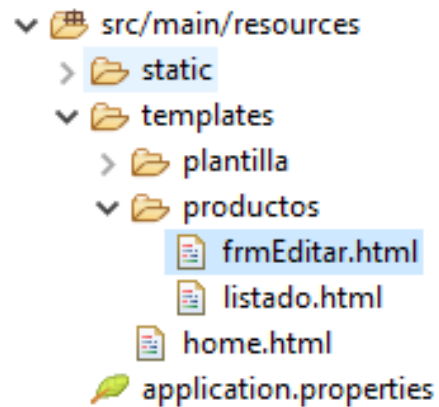 src/main/resources
static
templates
plantilla
productos
frmEditar.html
listado.html
home.html
application.properties